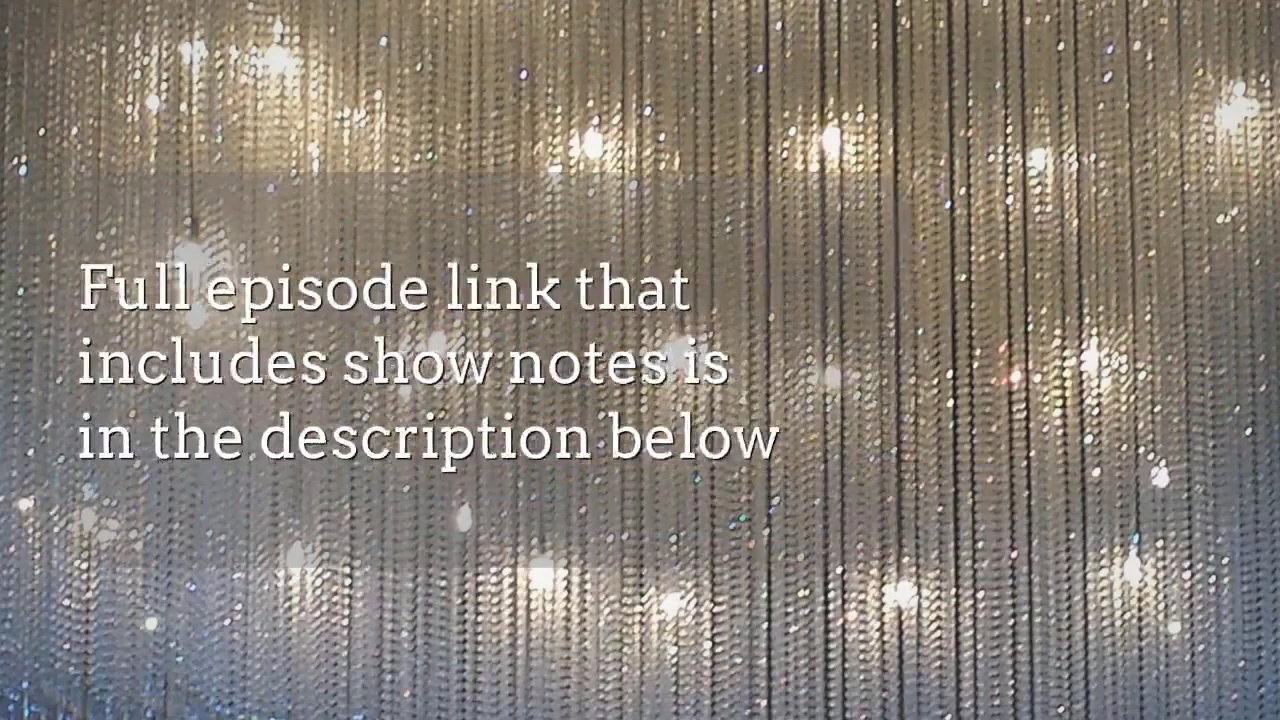 Full episode link that
includes show notes is
in the description below